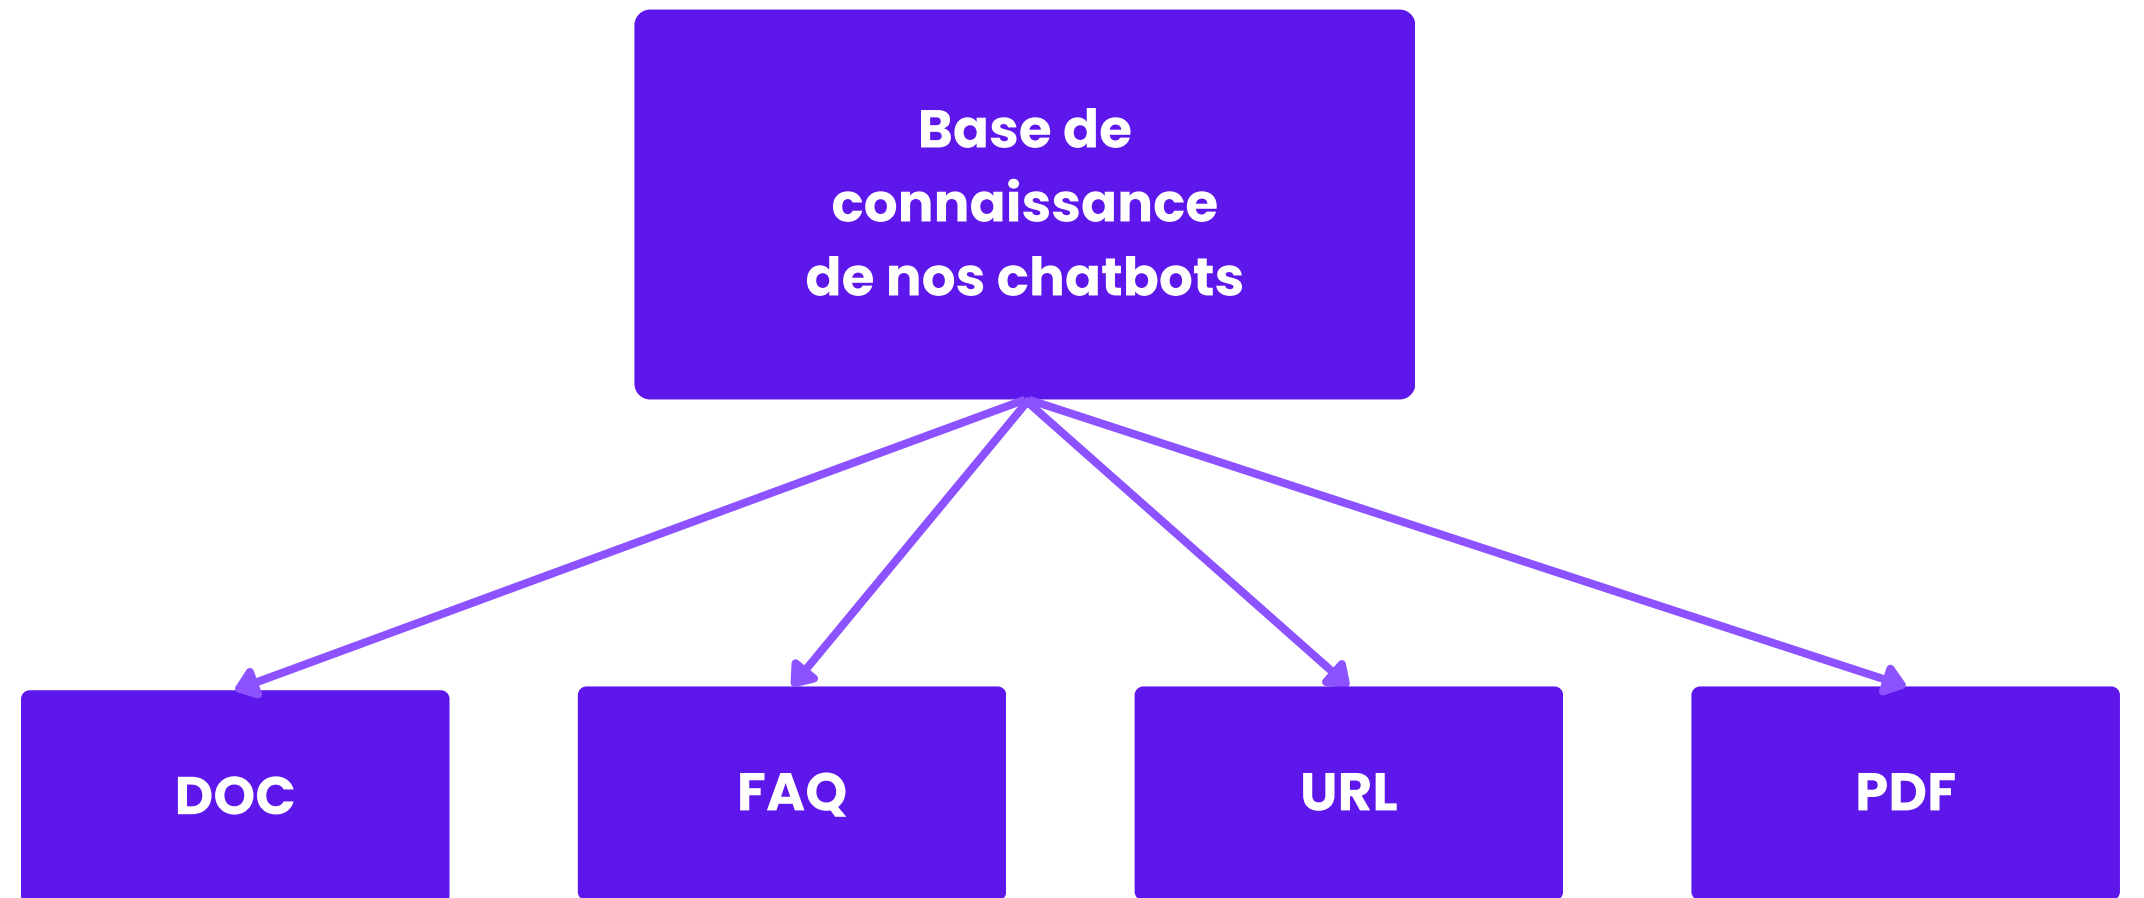 Base de
connaissance
de nos chatbots
DOC
FAQ
URL
PDF